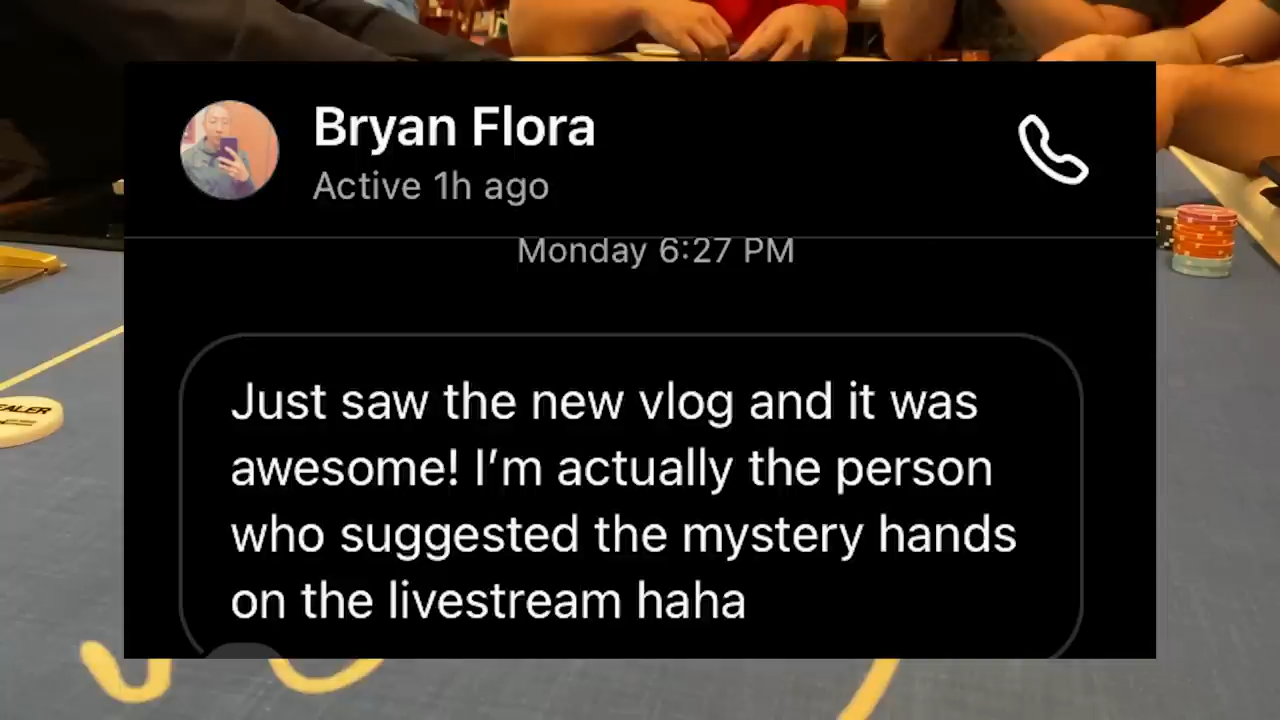 Bryan Flora
Active 1h ago
Monday 6:27 PM
Just saw the new vlog and it was
awesome! I'm actually the person
who suggested the mystery hands
on the livestream haha